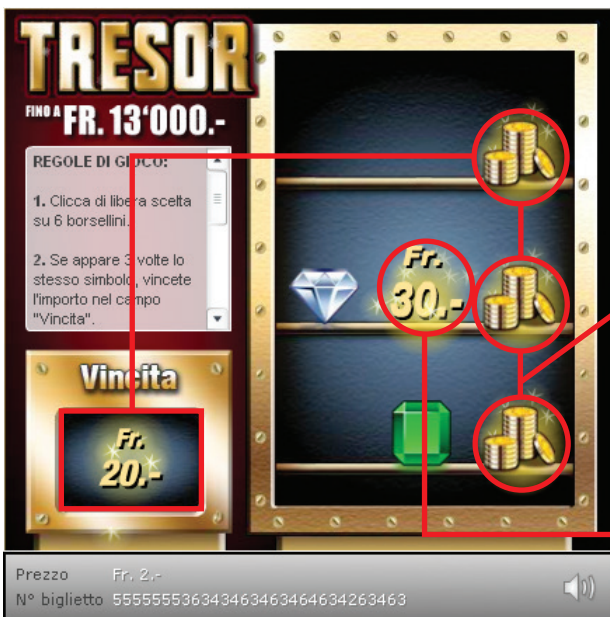 TRESOR
FINO A FR. 13'000.-
REGOLE DI GIOCO:
1. Clicca di libera scelta
su 6 borsellini.
2. Se appare 3 volte lo
stesso simbolo, vincete
l'importo nel campo
"Vincita".
Fr.
30.-
Vincita
Fr.
20.-
Prezzo Fr. 2.-
N° biglietto 55555553634346346346464634263463